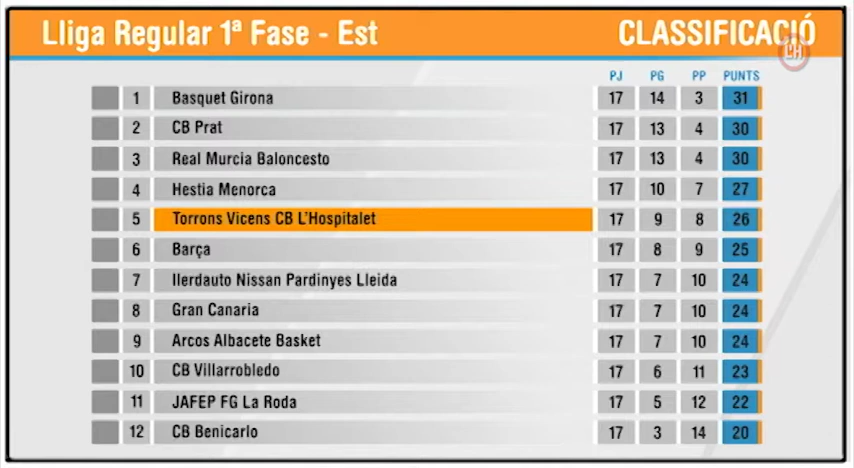 Lliga Regular 1ª Fase - Est CLASSIFICACIÓ
L'H
PJ PG PP PUNTS
1 Basquet Girona 17 14 3 31
2 CB Prat 17 13 4 30
3 Real Murcia Baloncesto 17 13 4 30
4 Hestia Menorca 17 10 7 27
5 Torrons Vicens CB L'Hospitalet 17 9 8 26
6 Barça 17 8 9 25
7 Ilerdauto Nissan Pardinyes Lleida 17 7 10 24
8 Gran Canaria 17 7 10 24
9 Arcos Albacete Basket 17 7 10 24
10 CB Villarrobledo 17 6 11 23
11 JAFEP FG La Roda 17 5 12 22
12 CB Benicarlo 17 3 14 20